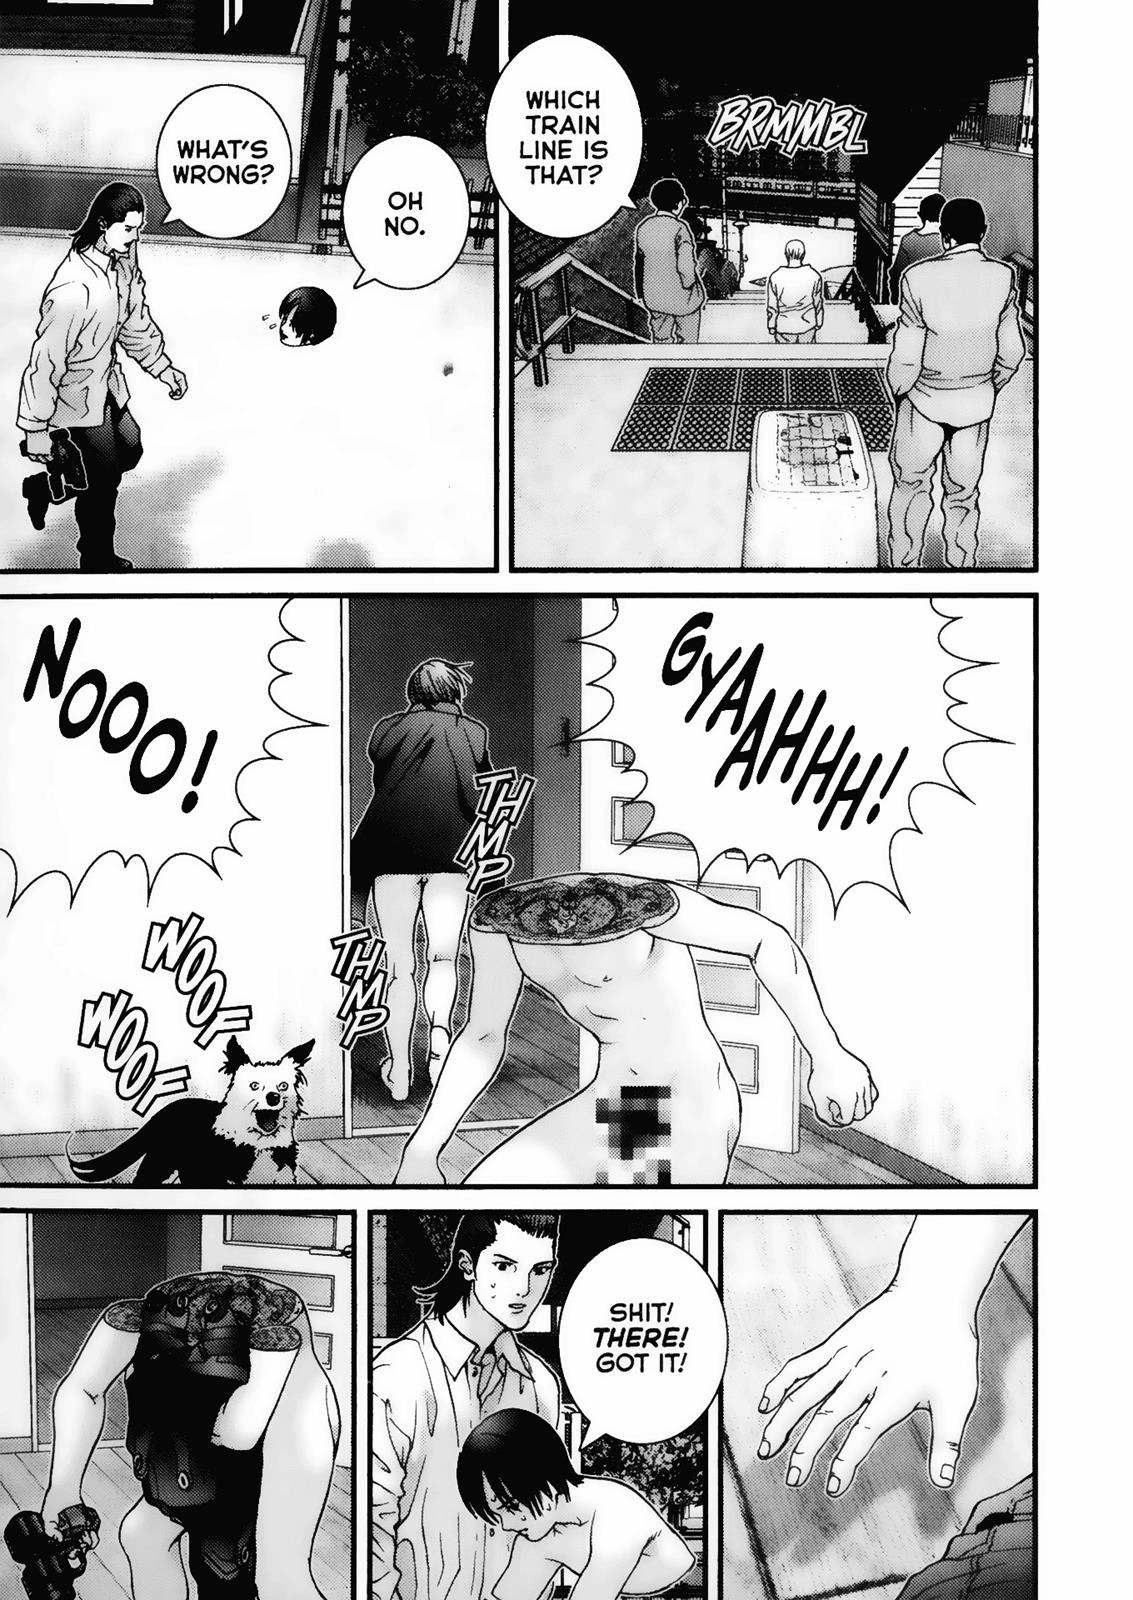 WHICH
TRAIN
LINE IS
THAT?
BRMMBL
OH
NO.
WHAT'S
WRONG?
GYAAAHHH!
THMP
THMP
NOOO!
WOOF
WOOF
SHIT!
THERE!
GOT IT!